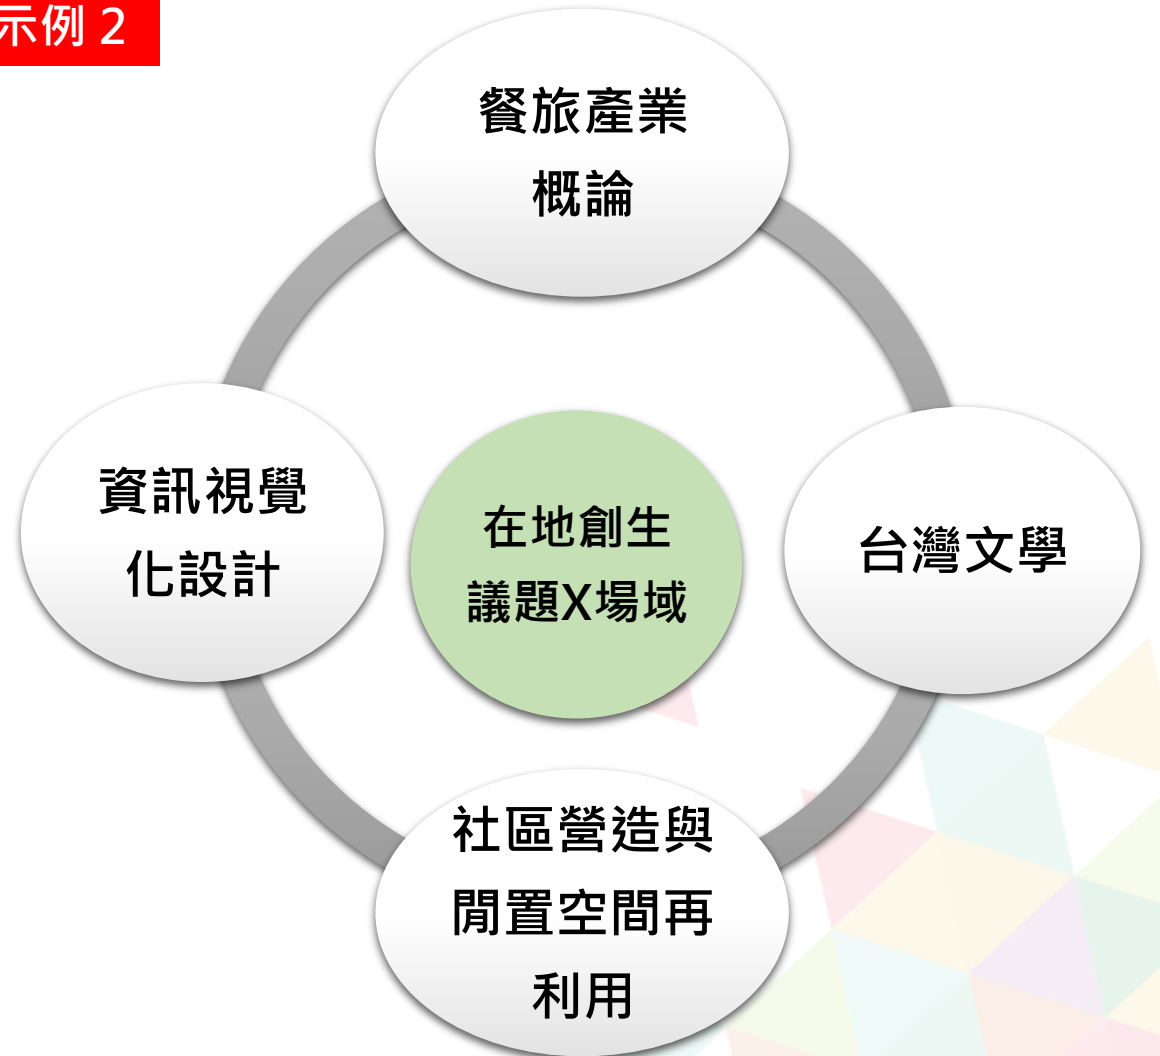 示例 2
餐旅產業
概論
資訊視覺
化設計
在地創生
議題X場域
台灣文學
社區營造與
閒置空間再
利用